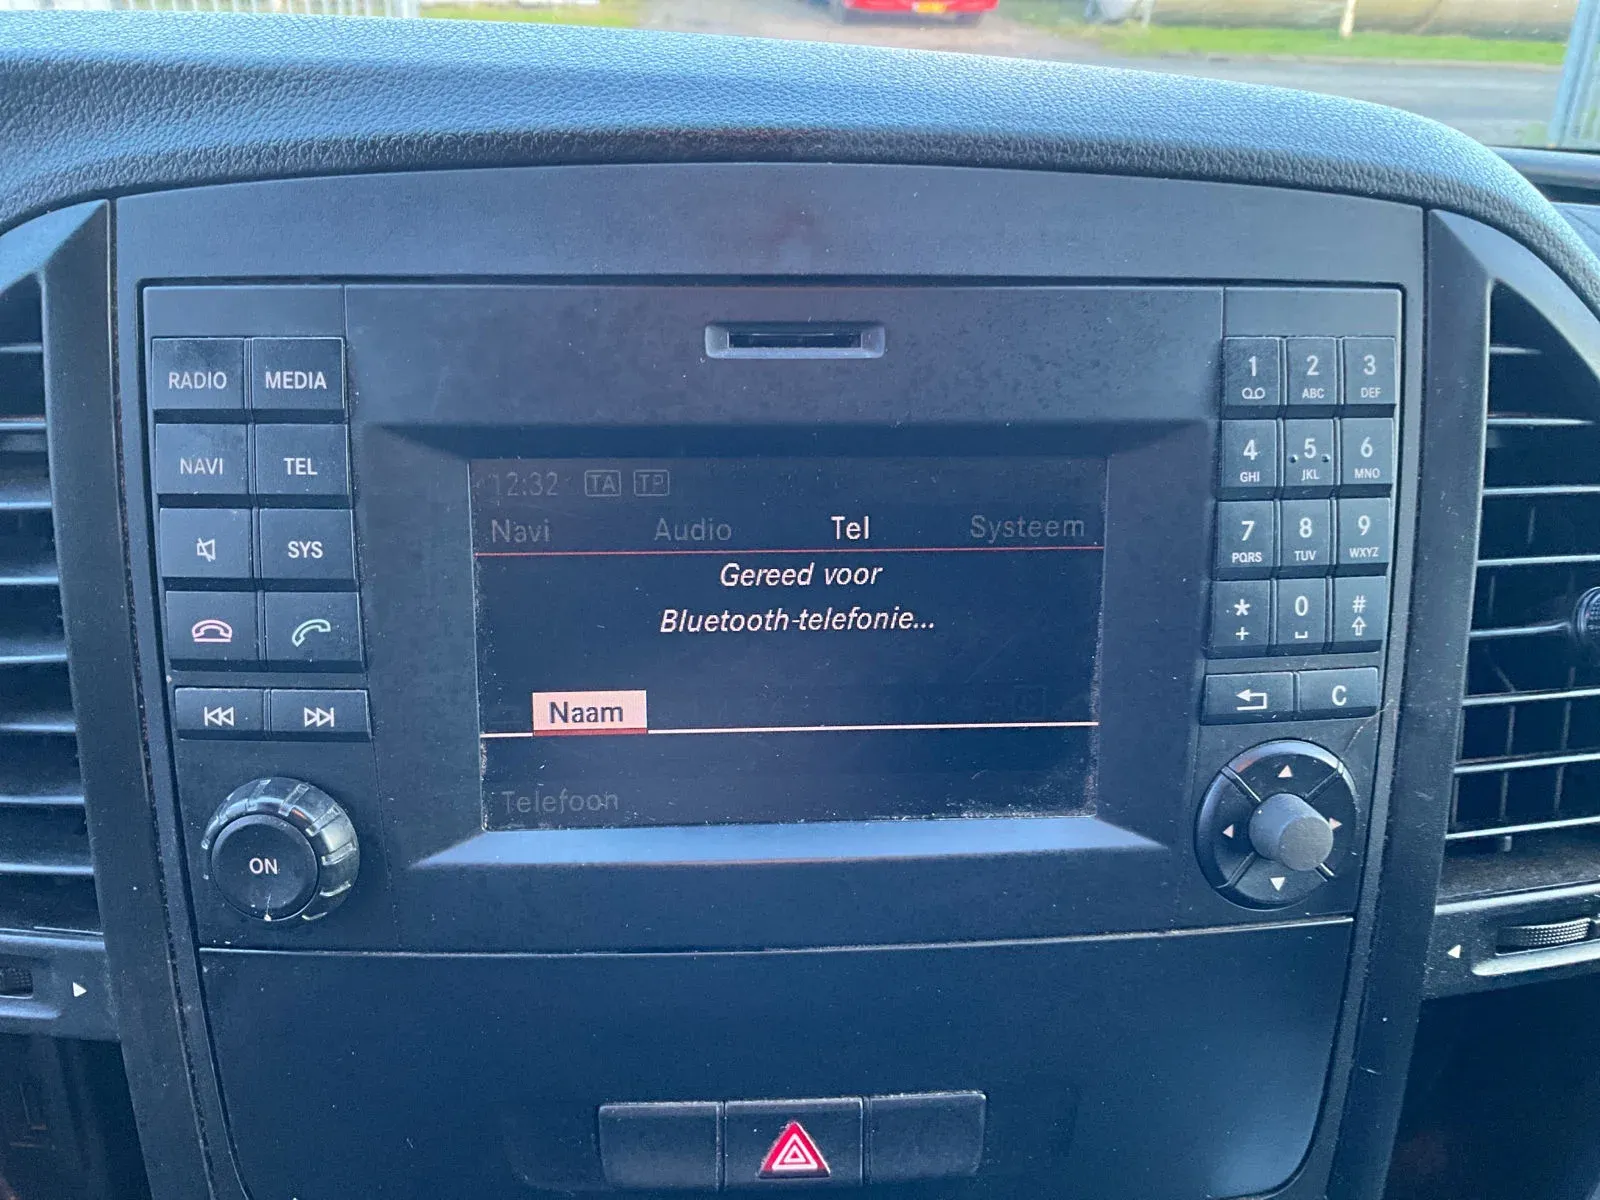 RADIO MEDIA
NAVI TEL
SYS
ON
12:32 TA TP
Navi Audio Tel Systeem
Gereed voor
Bluetooth-telefonie...
Naam
Telefoon
1 2 3
ABC DEF
4 5 6
GHI JKL MNO
7 8 9
PQRS TUV WXYZ
* 0 #
+
C